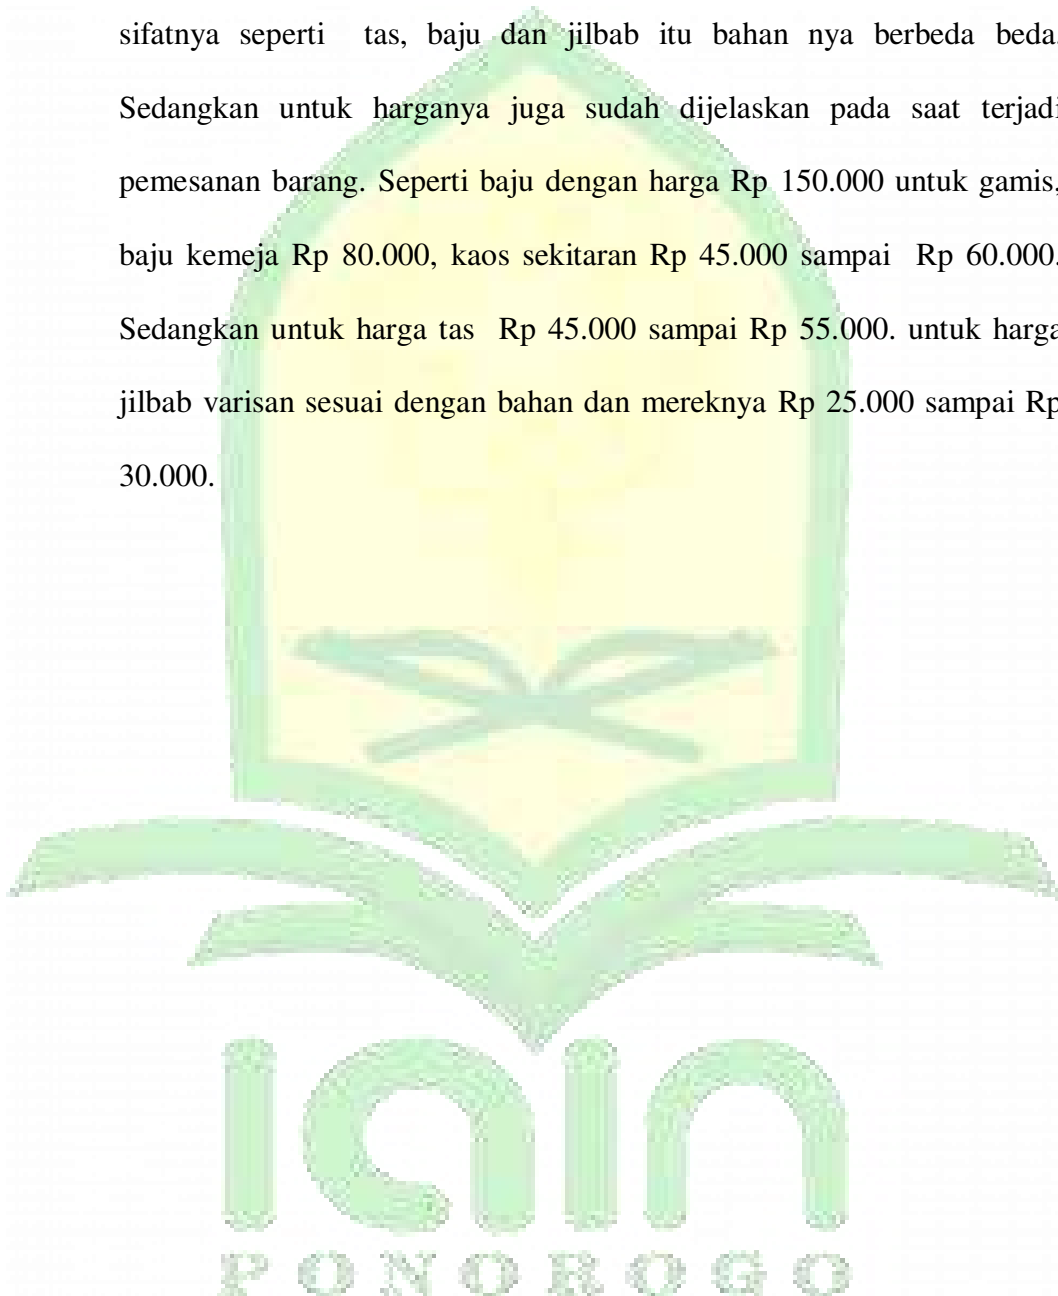 sifatnya seperti tas, baju dan jilbab itu bahan nya berbeda beda.
Sedangkan untuk harganya juga sudah dijelaskan pada saat terjadi
pemesanan barang. Seperti baju dengan harga Rp 150.000 untuk gamis,
baju kemeja Rp 80.000, kaos sekitaran Rp 45.000 sampai Rp 60.000.
Sedangkan untuk harga tas Rp 45.000 sampai Rp 55.000. untuk harga
jilbab varisan sesuai dengan bahan dan mereknya Rp 25.000 sampai Rp
30.000.
iain
PONOROGO